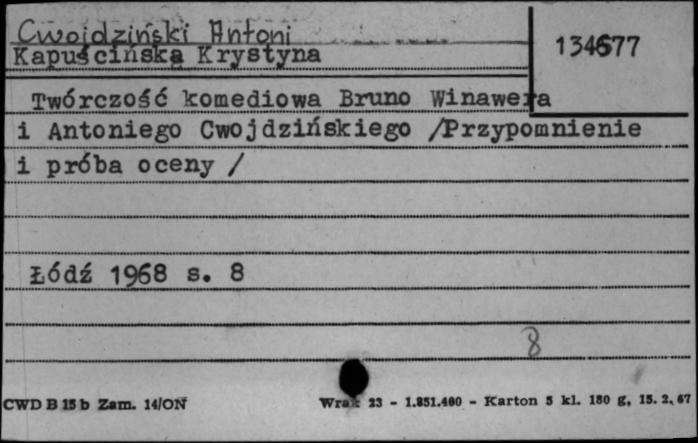 Cwojdziński Antoni
Kapuścińska Krystyna
134677
Twórczość komediowa Bruno Winawera
i Antoniego Cwojdzińskiego /Przypomnienie
i próba oceny /
Łódź 1968 s. 8
8
CWD B 15 b Zam. 14/ON
23 - 1.851.400 - Karton 5 kl. 180 g, 15. 2. 67